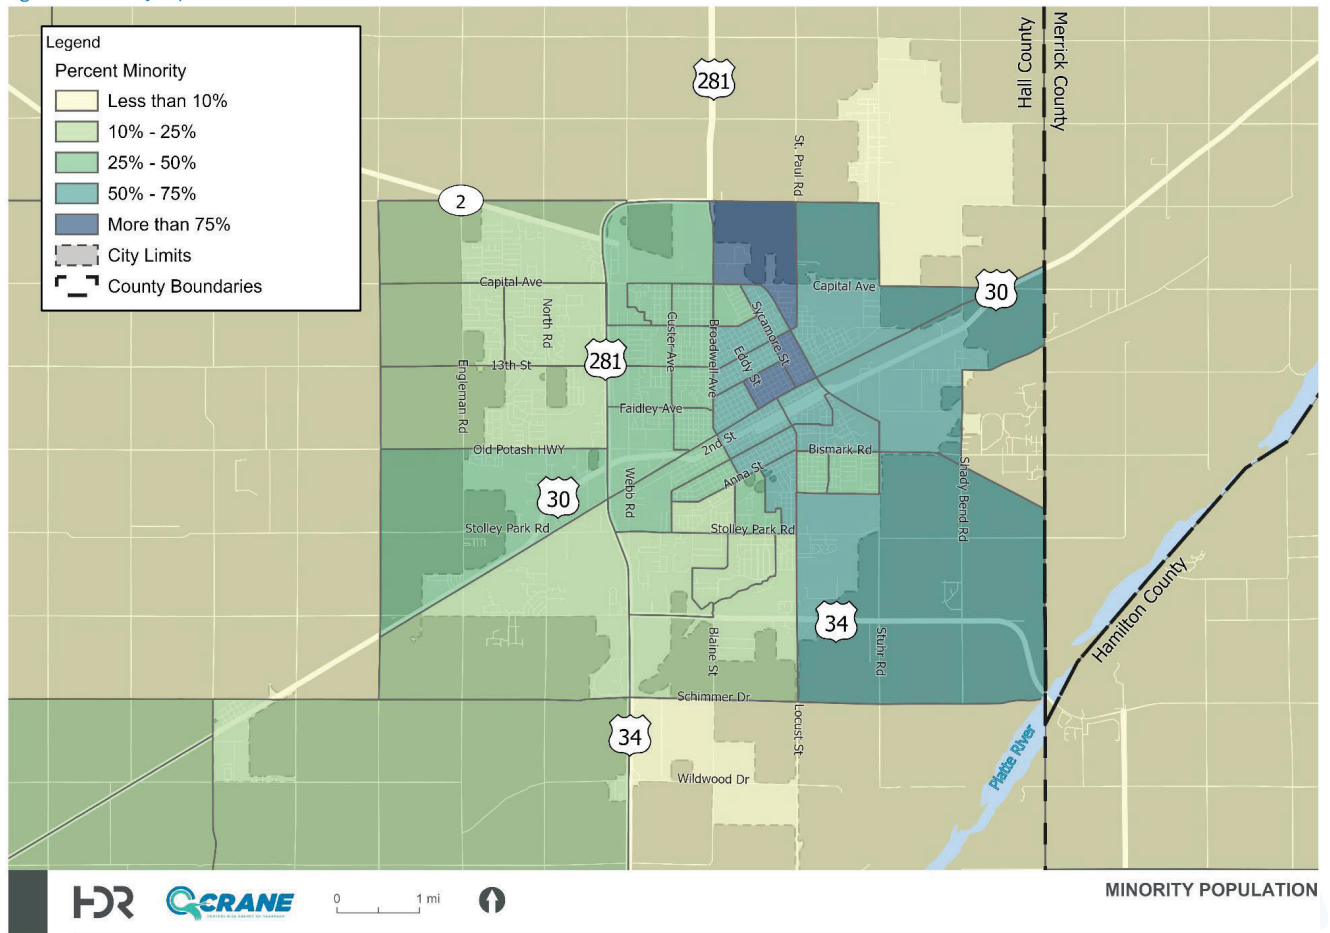 Legend
Percent Minority
Less than 10%
10% - 25%
25% - 50%
50% - 75%
More than 75%
City Limits
County Boundaries
281
Hall County
Merrick County
St. Paul Rd
2
Capital Ave
Capital Ave
30
North Rd
Custer Ave
Broadwell Ave
Sycamore St
Eddy St
281
13th St
Engleman Rd
Faidley Ave
2nd St
Old Potash HWY
Bismark Rd
Anna St
Webb Rd
30
Shady Bend Rd
Stolley Park Rd
Stolley Park Rd
34
Blaine St
Stuhr Rd
Hamilton County
Schimmer Dr
Locust St
34
Platte River
Wildwood Dr
HDR
CRANE
0
1 mi
MINORITY POPULATION